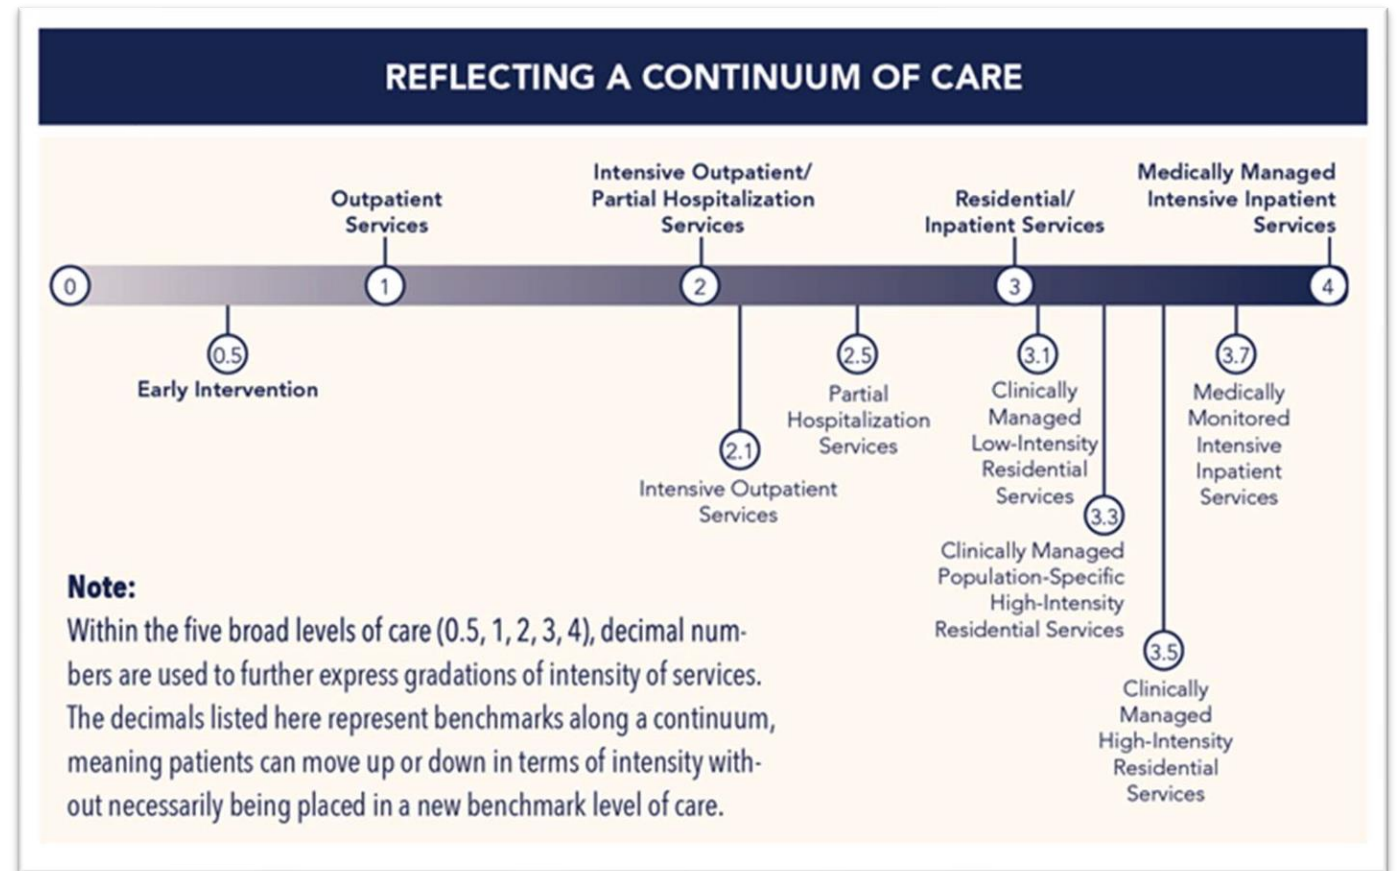 REFLECTING A CONTINUUM OF CARE
Outpatient
Services
Intensive Outpatient/
Partial Hospitalization
Services
Residential/
Inpatient Services
Medically Managed
Intensive Inpatient
Services
0
1
2
3
4
0.5
Early Intervention
2.1
Intensive Outpatient
Services
2.5
Partial
Hospitalization
Services
3.1
Clinically
Managed
Low-Intensity
Residential
Services
3.3
Clinically Managed
Population-Specific
High-Intensity
Residential Services
3.5
Clinically
Managed
High-Intensity
Residential
Services
3.7
Medically
Monitored
Intensive
Inpatient
Services
Note:
Within the five broad levels of care (0.5, 1, 2, 3, 4), decimal num-
bers are used to further express gradations of intensity of services.
The decimals listed here represent benchmarks along a continuum,
meaning patients can move up or down in terms of intensity with-
out necessarily being placed in a new benchmark level of care.